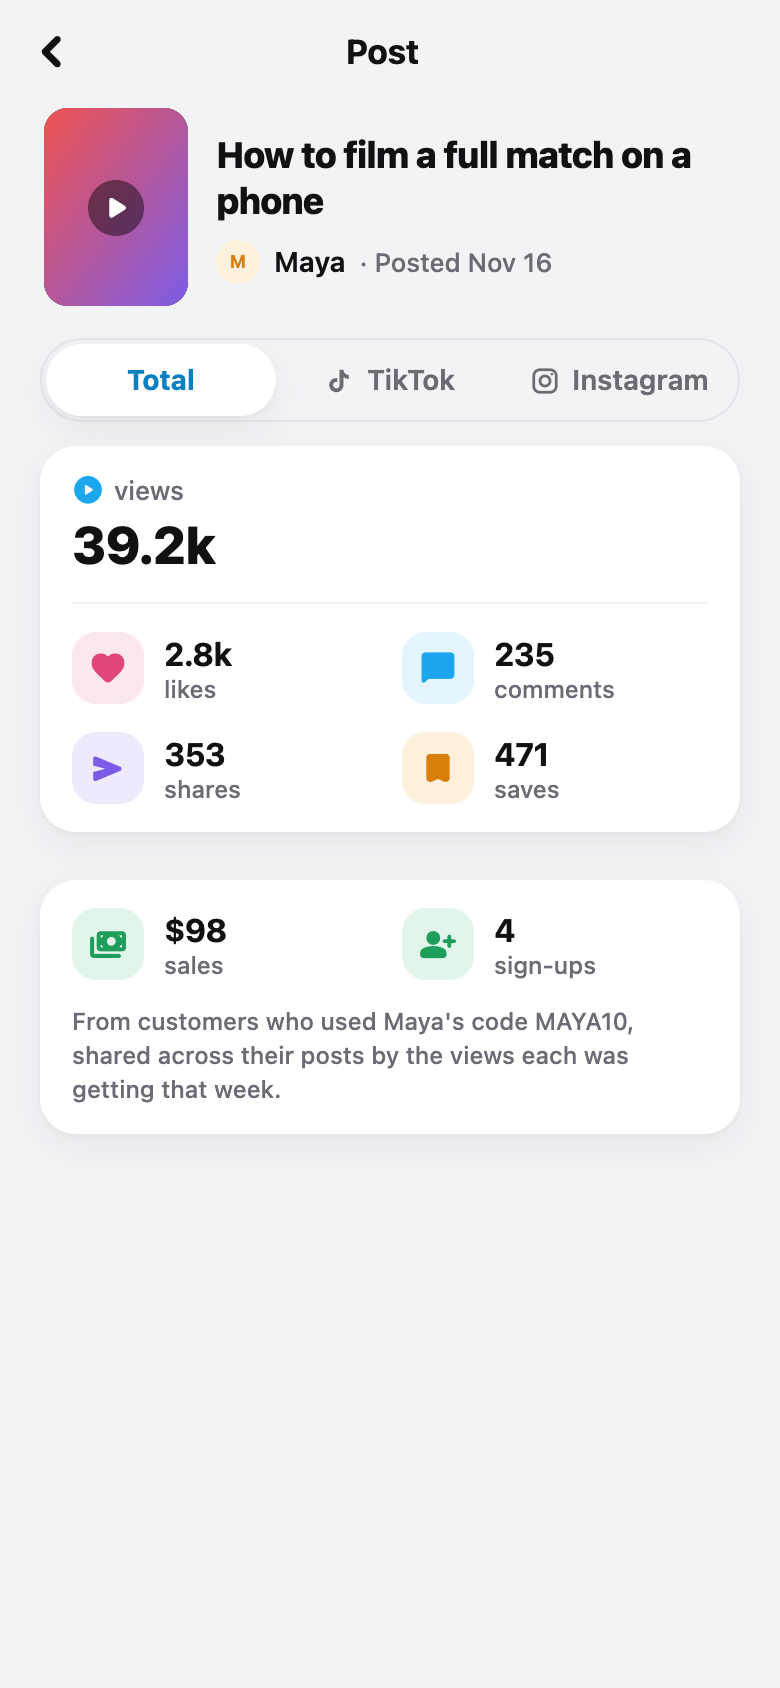 Post
How to film a full match on a
phone
M Maya · Posted Nov 16
Total TikTok Instagram
views
39.2k
2.8k
likes
235
comments
353
shares
471
saves
$98
sales
4
sign-ups
From customers who used Maya's code MAYA10,
shared across their posts by the views each was
getting that week.